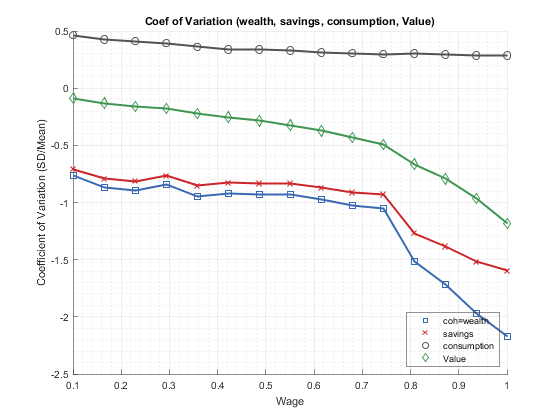 Coef of Variation (wealth, savings, consumption, Value)
Coefficient of Variation (SD/Mean)
0.5
0
-0.5
-1
-1.5
-2
-2.5
0.1
0.2
0.3
0.4
0.5
0.6
0.7
0.8
0.9
1
Wage
coh=wealth
savings
consumption
Value